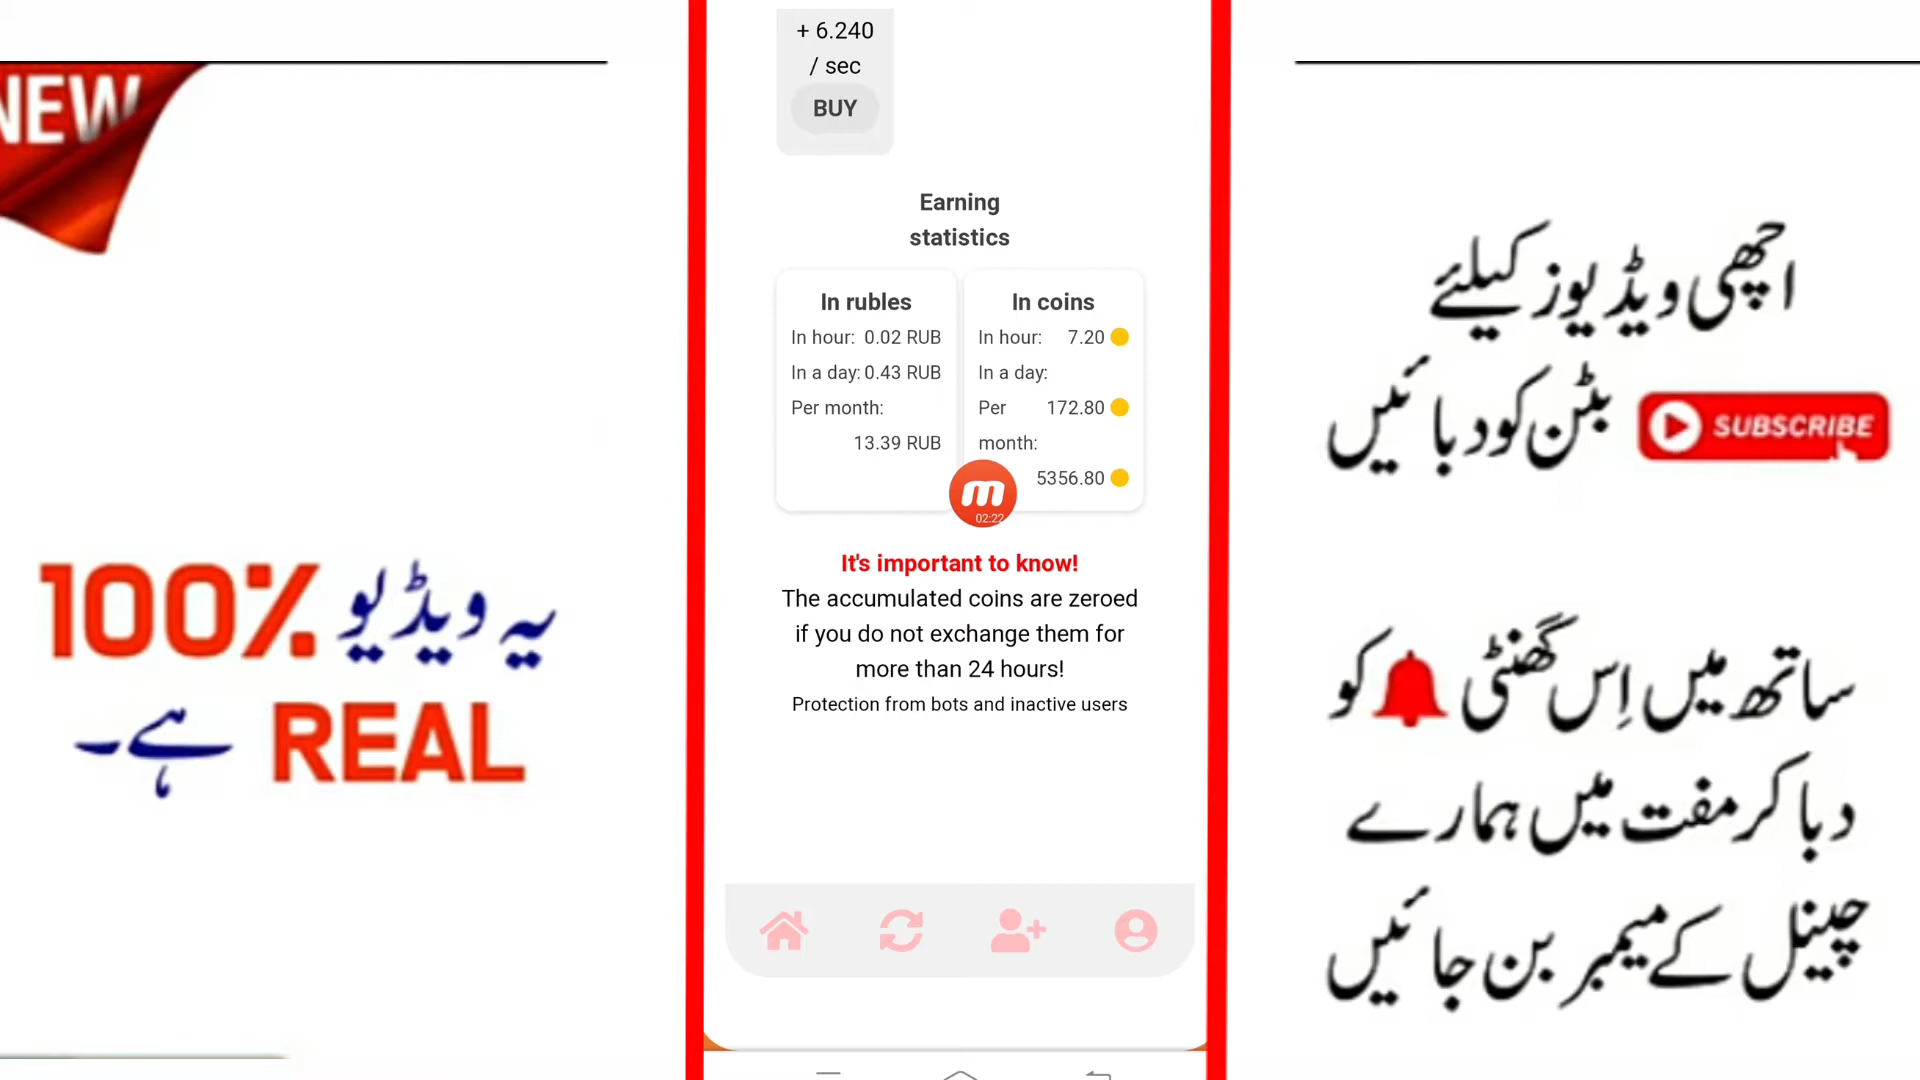 NEW
یہ ویڈیو 100%
REAL ہے۔
+ 6.240
/ sec
BUY
Earning
statistics
In rubles
In hour: 0.02 RUB
In a day: 0.43 RUB
Per month:
13.39 RUB
In coins
In hour: 7.20
In a day:
Per 172.80
month:
5356.80
m
02:22
It's important to know!
The accumulated coins are zeroed
if you do not exchange them for
more than 24 hours!
Protection from bots and inactive users
اچھی ویڈیوز کیلئے
بٹن کو دبائیں SUBSCRIBE
ساتھ میں اِس گھنٹی کو
دبا کر مفت میں ہمارے
چینل کے میمبر بن جائیں